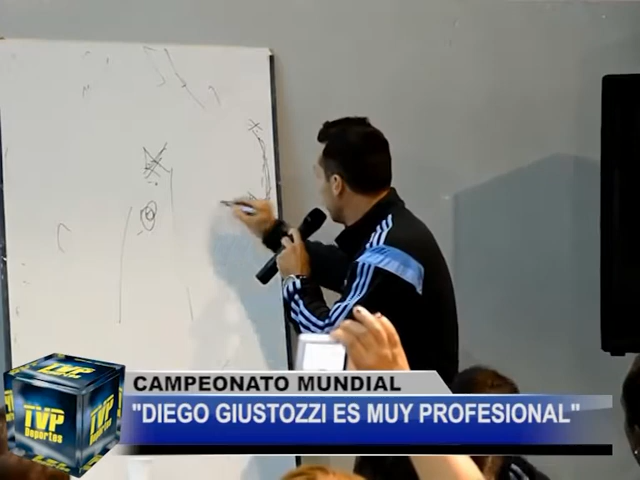 CAMPEONATO MUNDIAL
"DIEGO GIUSTOZZI ES MUY PROFESIONAL"
TVP
Deportes